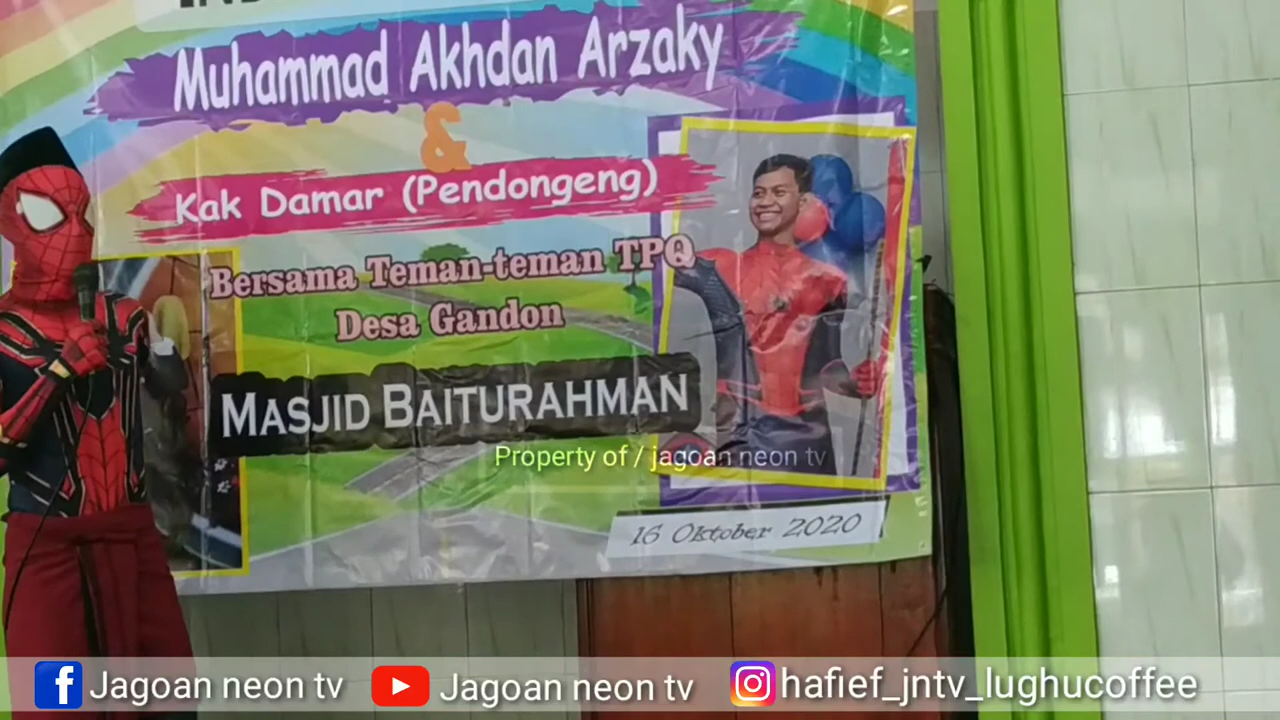 Muhammad Akhdan Arzaky
&
Kak Damar (Pendongeng)
Bersama Teman-teman TPQ
Desa Gandon
MASJID BAITURAHMAN
Property of / jagoan neon tv
16 Oktober 2020
Jagoan neon tv
Jagoan neon tv
hafief_jntv_lughucoffee